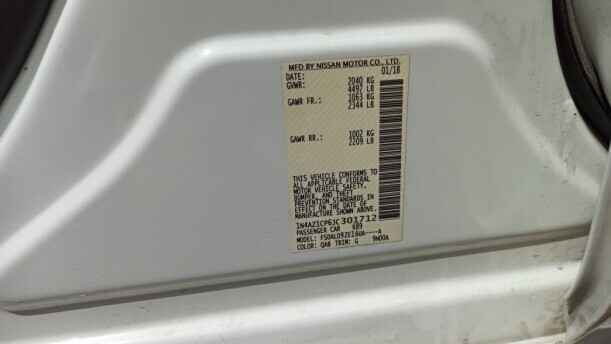 MFD BY NISSAN MOTOR CO., LTD.
DATE: 01/18
GVWR: 2040 KG
4497 LB
GAWR FR.: 1063 KG
2344 LB
GAWR RR.: 1002 KG
2209 LB
THIS VEHICLE CONFORMS TO
ALL APPLICABLE FEDERAL
MOTOR VEHICLE SAFETY,
BUMPER, AND THEFT
PREVENTION STANDARDS
IN EFFECT ON THE DATE OF
MANUFACTURE SHOWN ABOVE.
1N4AZ1CP6JC301712
PASSENGER CAR 689
MODEL: FSDALD9ZE16UA----A
COLOR: QAB TRIM: G 9N00A